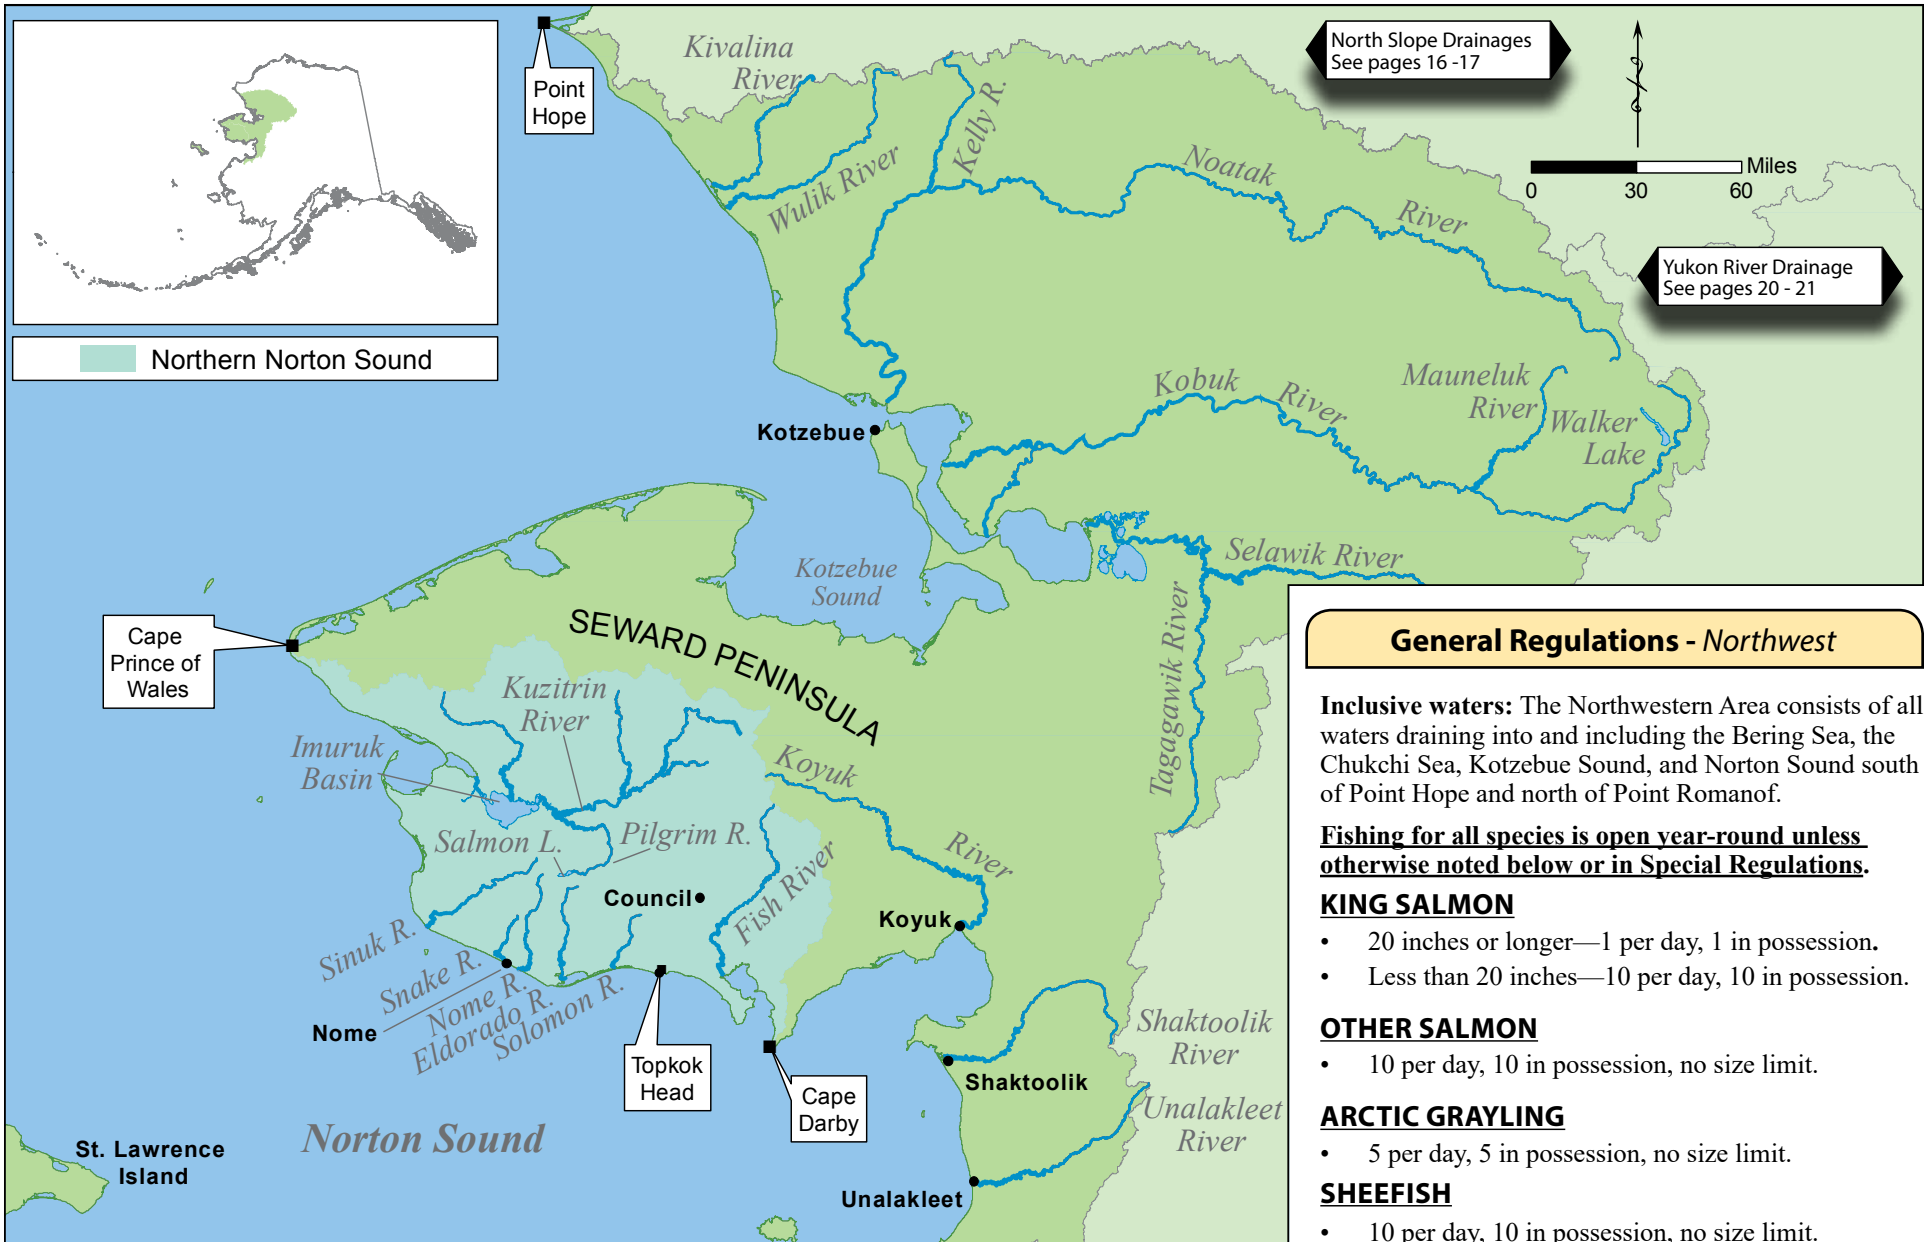 Kivalina
River
Point
Hope
Wulik River
Kelly R.
Noatak
River
North Slope Drainages
See pages 16 -17
Miles
0
30
60
Yukon River Drainage
See pages 20 - 21
Northern Norton Sound
Kotzebue
Kobuk
River
Mauneluk
River
Walker
Lake
Kotzebue
Sound
Selawik River
Tagagawik River
Cape
Prince of
Wales
SEWARD PENINSULA
Kuzitrin
River
Imuruk
Basin
Koyuk
River
Salmon L.
Pilgrim R.
Council
Fish River
Koyuk
Sinuk R.
Snake R.
Nome R.
Eldorado R.
Solomon R.
Nome
Topkok
Head
Cape
Darby
Shaktoolik
River
Shaktoolik
Unalakleet
River
Unalakleet
Norton Sound
St. Lawrence
Island
General Regulations - Northwest
Inclusive waters: The Northwestern Area consists of all
waters draining into and including the Bering Sea, the
Chukchi Sea, Kotzebue Sound, and Norton Sound south
of Point Hope and north of Point Romanof.
Fishing for all species is open year-round unless
otherwise noted below or in Special Regulations.
KING SALMON
• 20 inches or longer—1 per day, 1 in possession.
• Less than 20 inches—10 per day, 10 in possession.
OTHER SALMON
• 10 per day, 10 in possession, no size limit.
ARCTIC GRAYLING
• 5 per day, 5 in possession, no size limit.
SHEEFISH
• 10 per day, 10 in possession, no size limit.